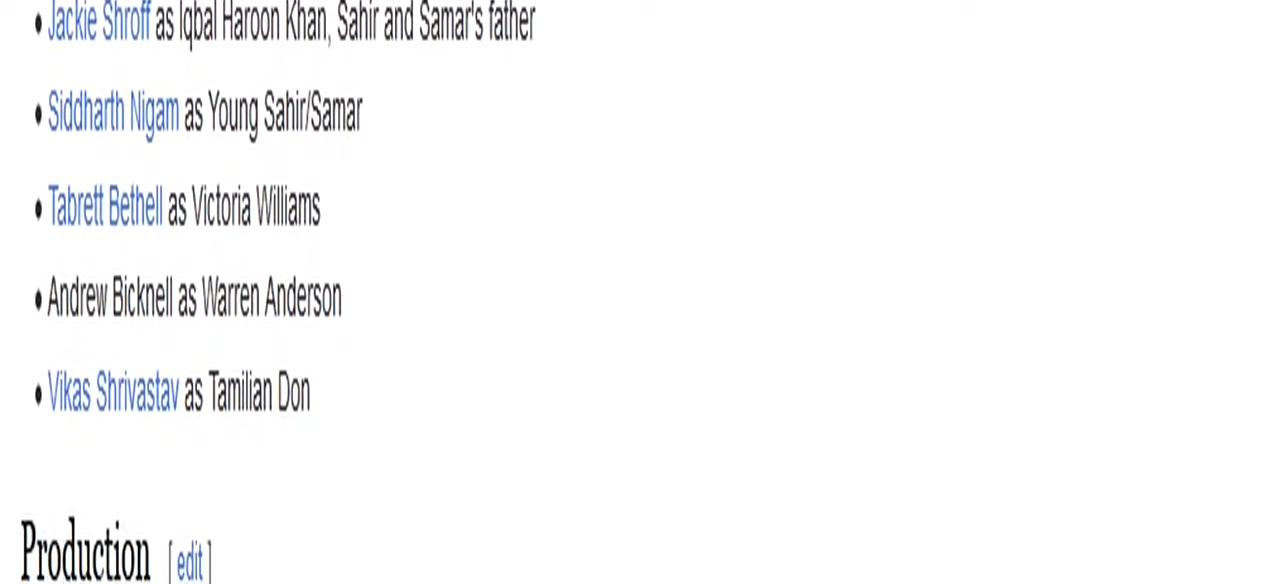 • Jackie Shroff as Iqbal Haroon Khan, Sahir and Samar's father
• Siddharth Nigam as Young Sahir/Samar
• Tabrett Bethell as Victoria Williams
• Andrew Bicknell as Warren Anderson
• Vikas Shrivastav as Tamilian Don
Production [ edit ]